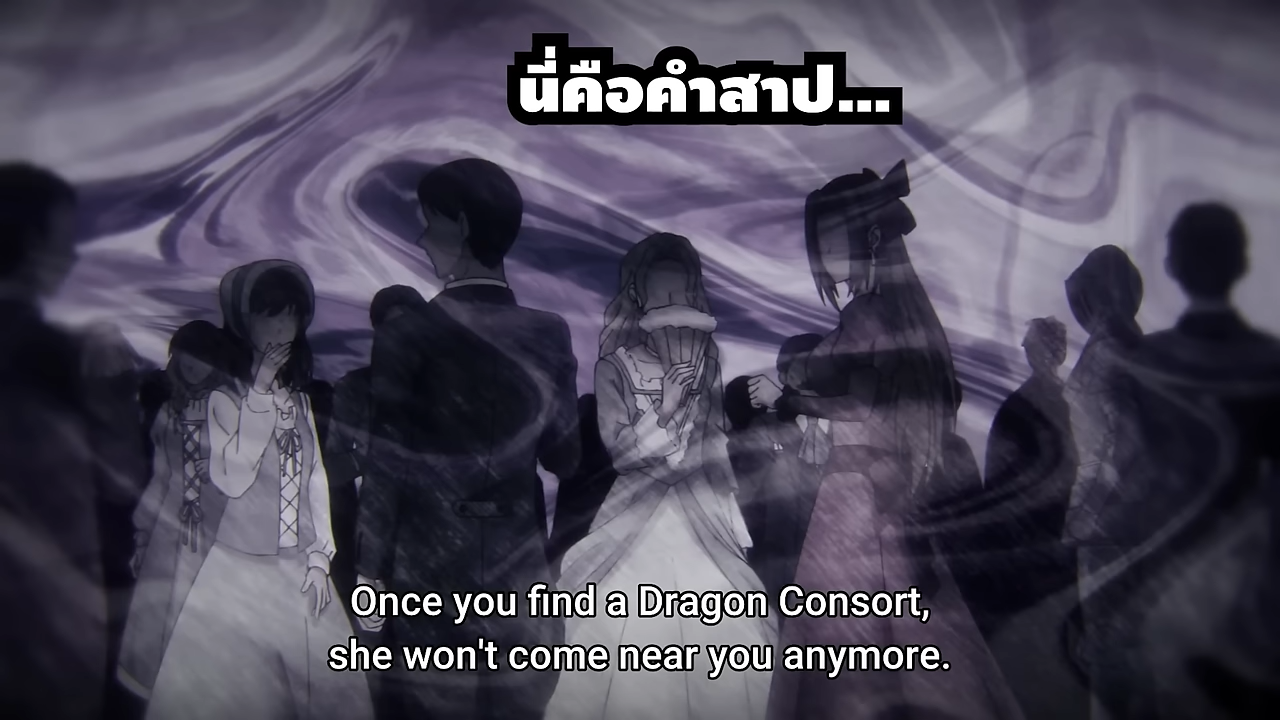 นี่คือคำสาป...
Once you find a Dragon Consort,
she won't come near you anymore.